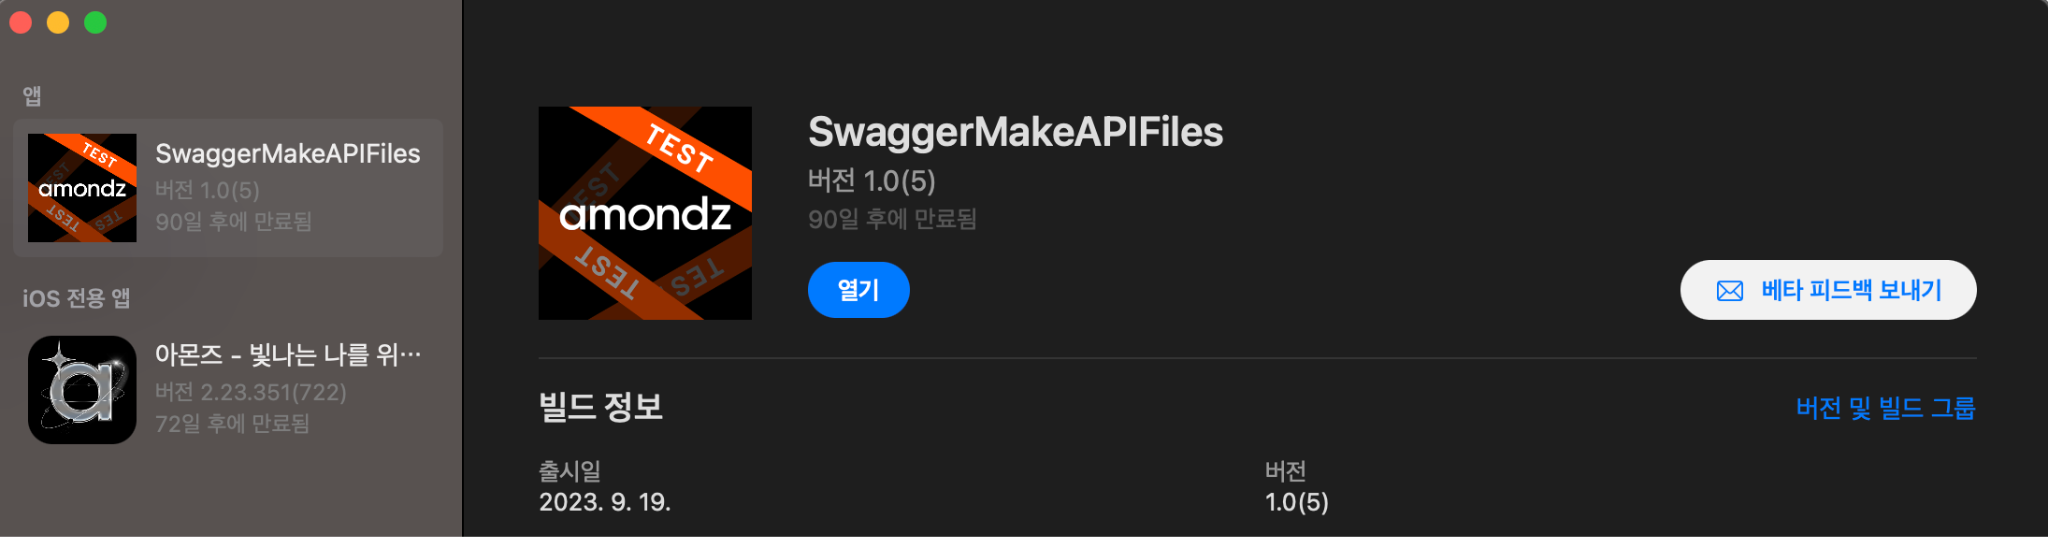 앱
TEST
amondz
TEST
TEST
TEST
SwaggerMakeAPIFiles
버전 1.0(5)
90일 후에 만료됨
iOS 전용 앱
a
아몬즈 - 빛나는 나를 위…
버전 2.23.351(722)
72일 후에 만료됨
TEST
TEST
amondz
TEST
TEST
SwaggerMakeAPIFiles
버전 1.0(5)
90일 후에 만료됨
열기
베타 피드백 보내기
빌드 정보
버전 및 빌드 그룹
출시일
2023. 9. 19.
버전
1.0(5)